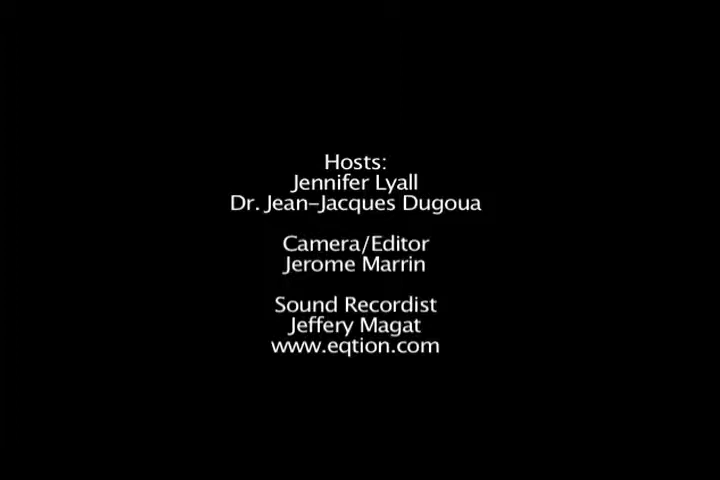 Hosts:
Jennifer Lyall
Dr. Jean-Jacques Dugoua
Camera/Editor
Jerome Marrin
Sound Recordist
Jeffery Magat
www.eqtion.com